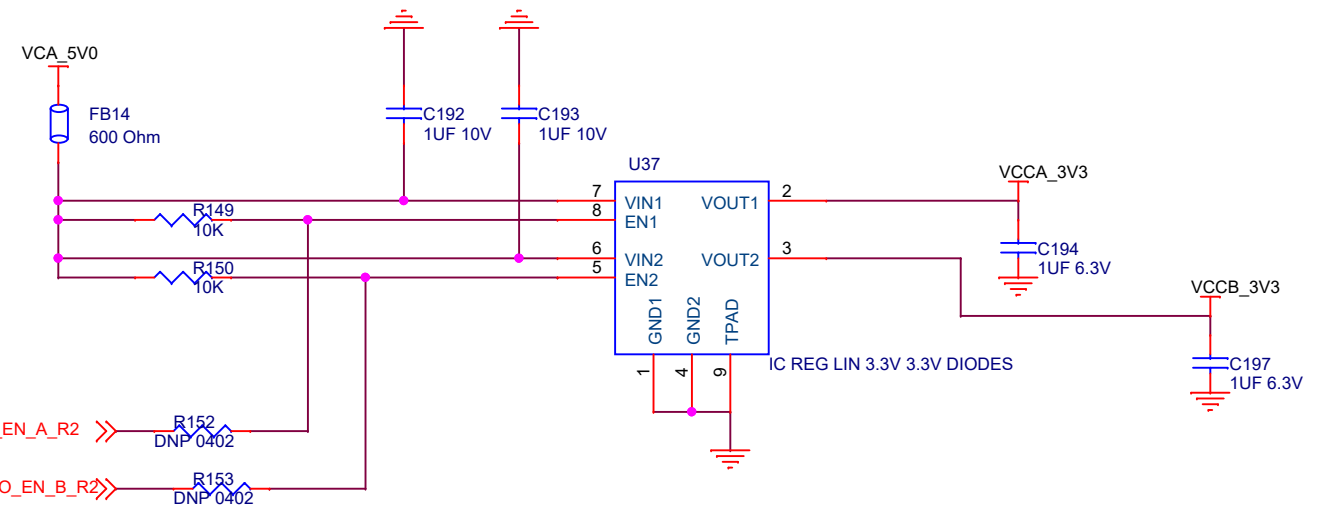 VCA_5V0
FB14
600 Ohm
C192
1UF 10V
C193
1UF 10V
U37
7
VIN1
VOUT1
2
VCCA_3V3
R149
10K
8
EN1
C194
1UF 6.3V
6
VIN2
VOUT2
3
R150
10K
5
EN2
VCCB_3V3
GND1
GND2
TPAD
1
4
9
IC REG LIN 3.3V 3.3V DIODES
C197
1UF 6.3V
_EN_A_R2
R152
DNP 0402
O_EN_B_R2
R153
DNP 0402